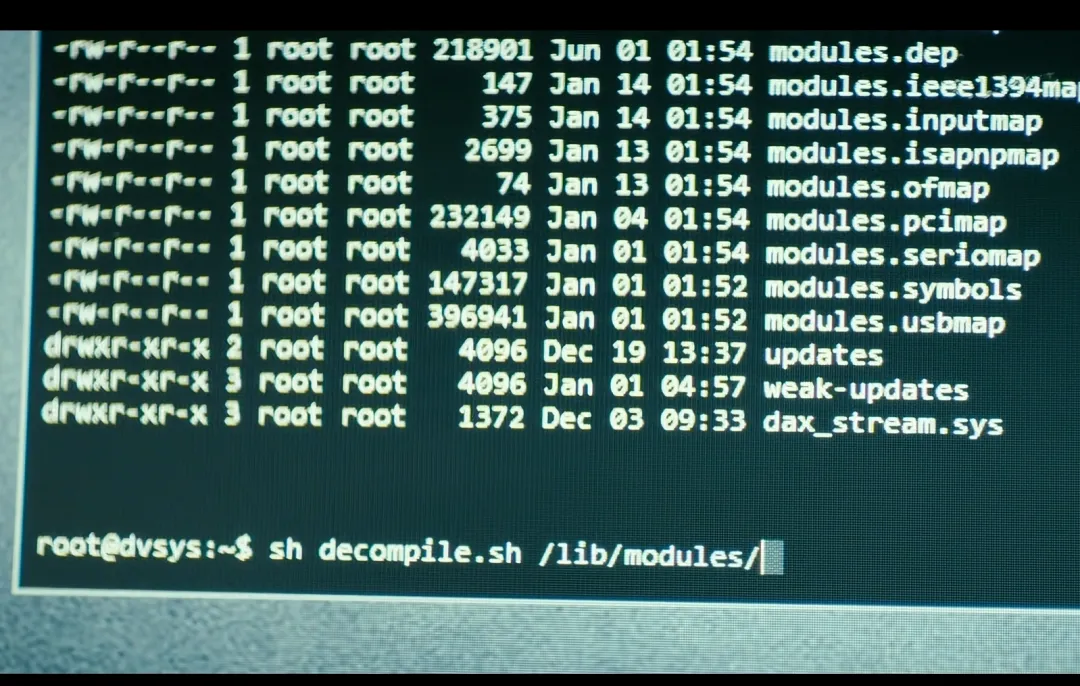 -rw-r--r-- 1 root root 218901 Jun 01 01:54 modules.dep
-rw-r--r-- 1 root root 147 Jan 14 01:54 modules.ieee1394map
-rw-r--r-- 1 root root 375 Jan 14 01:54 modules.inputmap
-rw-r--r-- 1 root root 2699 Jan 13 01:54 modules.isapnpmap
-rw-r--r-- 1 root root 74 Jan 13 01:54 modules.ofmap
-rw-r--r-- 1 root root 232149 Jan 04 01:54 modules.pcimap
-rw-r--r-- 1 root root 4033 Jan 01 01:54 modules.seriomap
-rw-r--r-- 1 root root 147317 Jan 01 01:52 modules.symbols
-rw-r--r-- 1 root root 396941 Jan 01 01:52 modules.usbmap
drwxr-xr-x 2 root root 4096 Dec 19 13:37 updates
drwxr-xr-x 3 root root 4096 Jan 01 04:57 weak-updates
drwxr-xr-x 3 root root 1372 Dec 03 09:33 dax_stream.sys
root@dvsys:~$ sh decompile.sh /lib/modules/